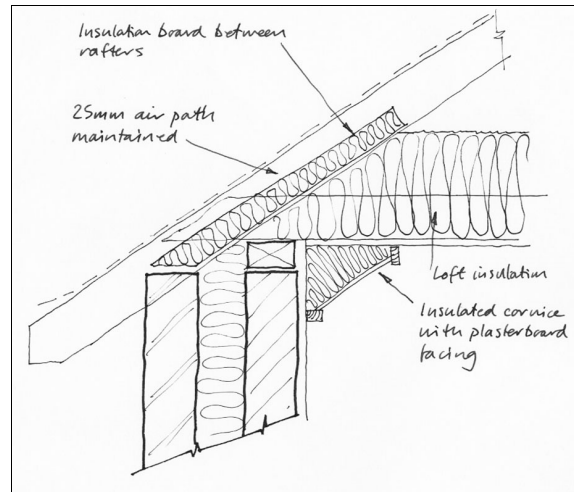 Insulation board between
rafters
25mm air path
maintained
Loft insulation
Insulated cornice
with plasterboard
facing